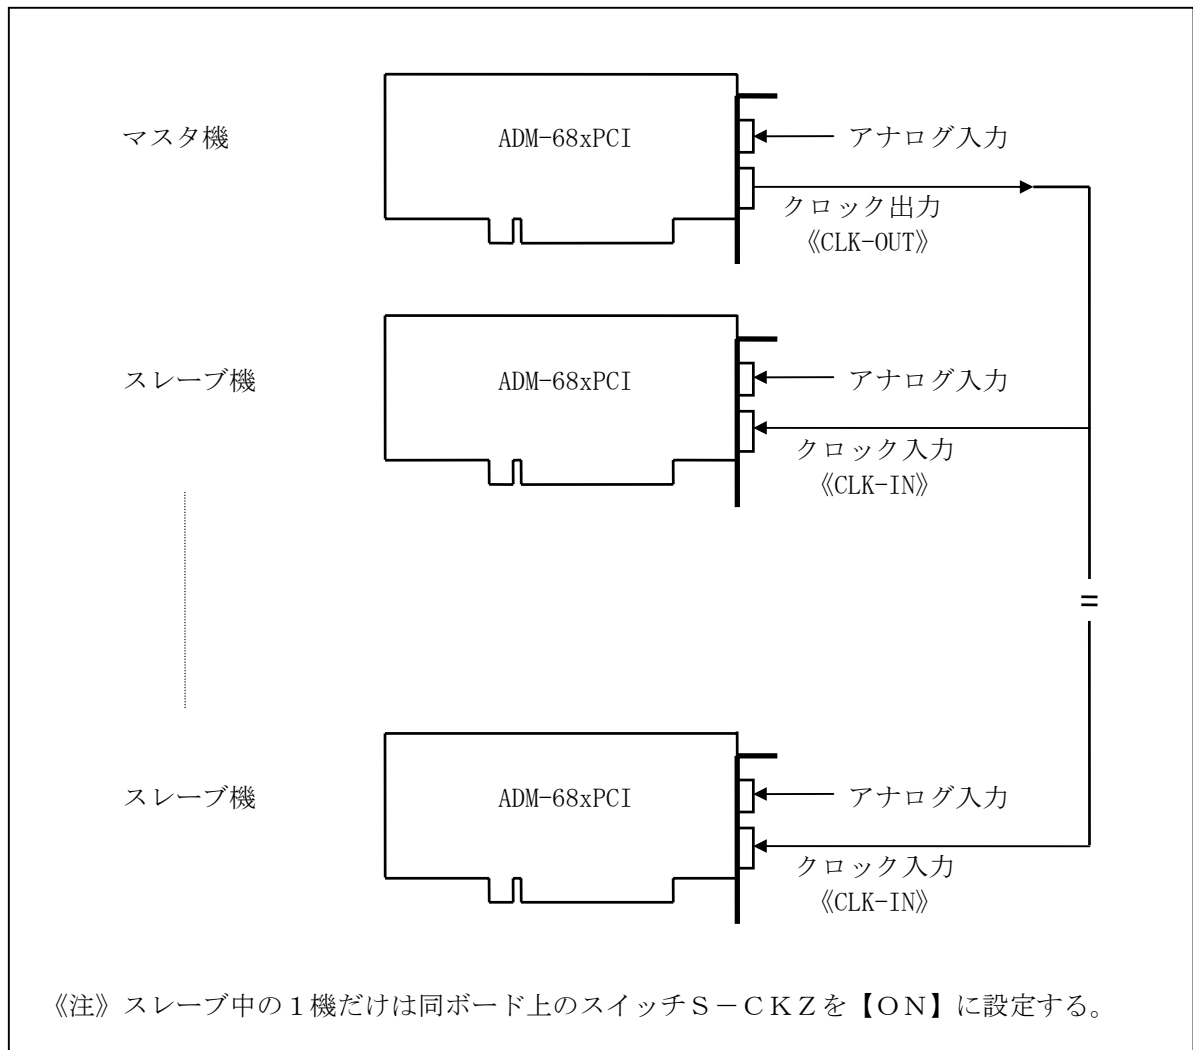 マスタ機
ADM-68xPCI
アナログ入力
クロック出力
《CLK-OUT》
スレーブ機
ADM-68xPCI
アナログ入力
クロック入力
《CLK-IN》
スレーブ機
ADM-68xPCI
アナログ入力
クロック入力
《CLK-IN》
《注》スレーブ中の１機だけは同ボード上のスイッチＳ－ＣＫＺを【ＯＮ】に設定する。